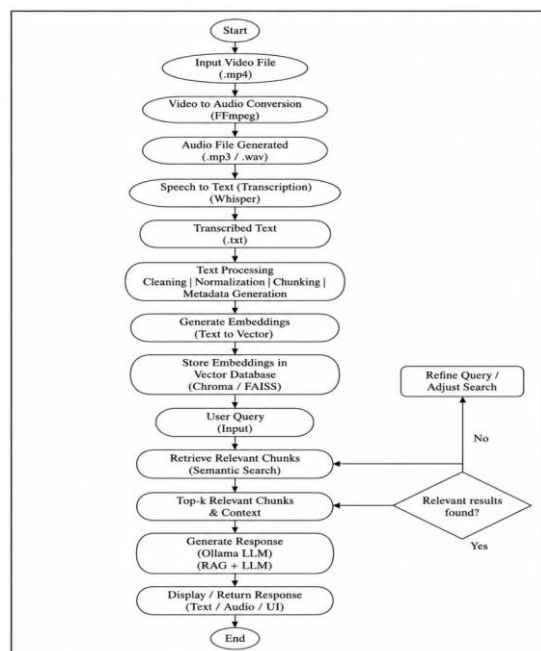 Start
Input Video File
(.mp4)
Video to Audio Conversion
(FFmpeg)
Audio File Generated
(.mp3 / .wav)
Speech to Text (Transcription)
(Whisper)
Transcribed Text
(.txt)
Text Processing
Cleaning | Normalization | Chunking |
Metadata Generation
Generate Embeddings
(Text to Vector)
Store Embeddings in
Vector Database
(Chroma / FAISS)
User Query
(Input)
Retrieve Relevant Chunks
(Semantic Search)
Top-k Relevant Chunks
& Context
Generate Response
(Ollama LLM)
(RAG + LLM)
Display / Return Response
(Text / Audio / UI)
End
Refine Query /
Adjust Search
No
Relevant results
found?
Yes